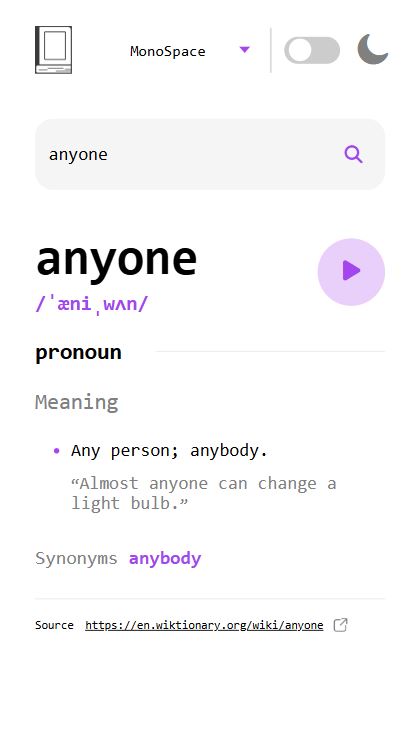 MonoSpace
anyone
anyone
/ˈæniˌwʌn/
pronoun
Meaning
• Any person; anybody.
“Almost anyone can change a
light bulb.”
Synonyms anybody
Source https://en.wiktionary.org/wiki/anyone